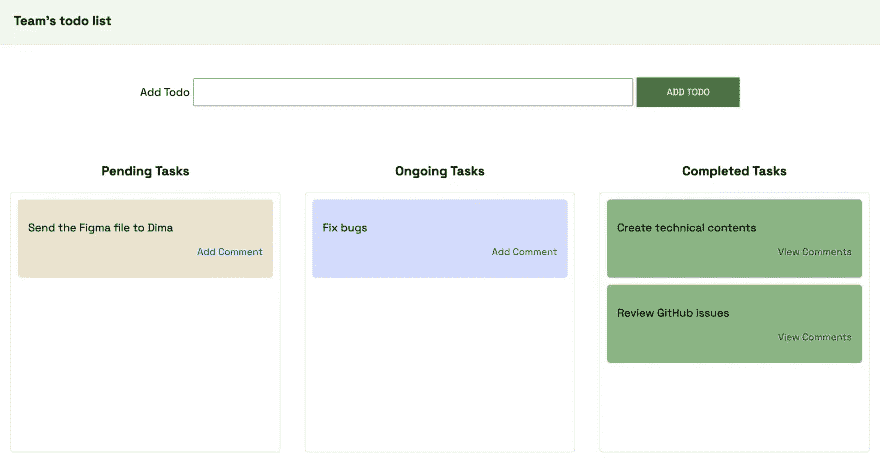 Team's todo list
Add Todo
ADD TODO
Pending Tasks
Send the Figma file to Dima
Add Comment
Ongoing Tasks
Fix bugs
Add Comment
Completed Tasks
Create technical contents
View Comments
Review GitHub issues
View Comments